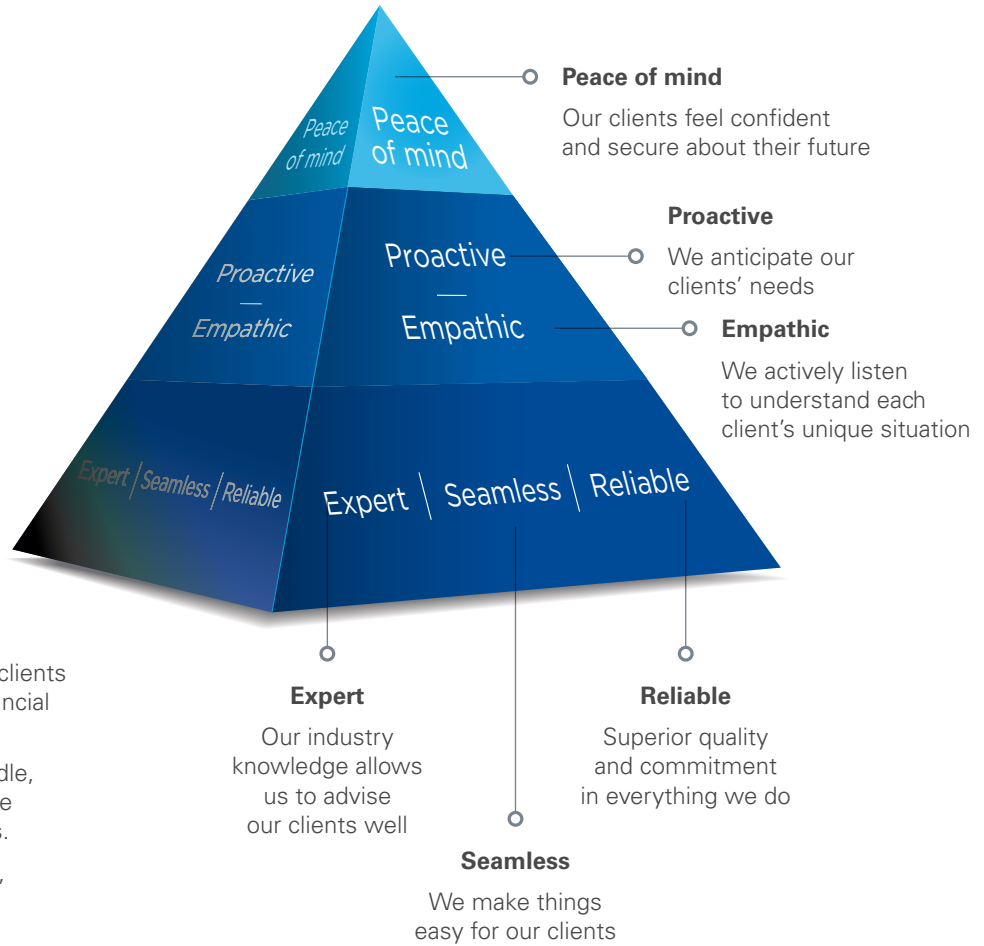 Peace
of mind
Peace
of mind
Proactive
Empathic
Proactive
Empathic
Expert | Seamless | Reliable
Expert | Seamless | Reliable
Peace of mind
Our clients feel confident
and secure about their future
Proactive
We anticipate our
clients’ needs
Empathic
We actively listen
to understand each
client’s unique situation
clients
Expert
Our industry
knowledge allows
us to advise
our clients well
Reliable
Superior quality
and commitment
in everything we do
Seamless
We make things
easy for our clients